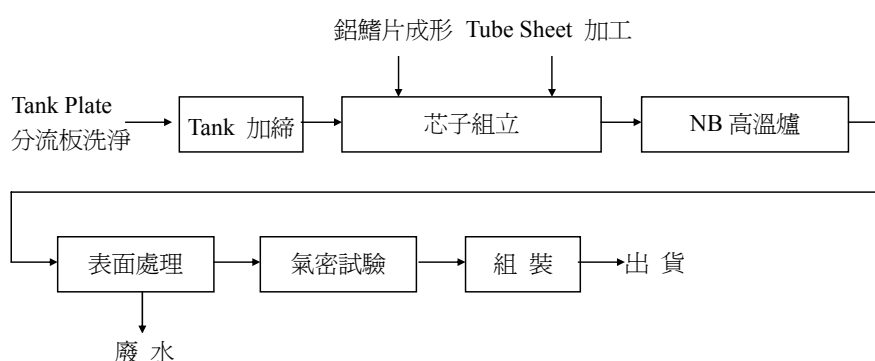 鋁鰭片成形 Tube Sheet 加工
Tank Plate
分流板洗淨
Tank 加締
芯子組立
NB 高溫爐
表面處理
氣密試驗
組 裝
出 貨
廢 水